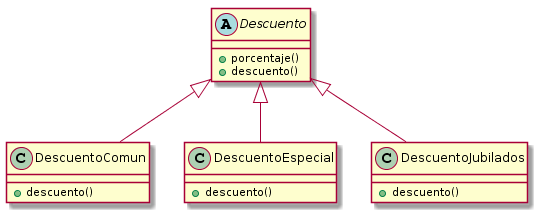 A Descuento
porcentaje()
descuento()
C DescuentoComun
C DescuentoEspecial
C DescuentoJubilados
descuento()
descuento()
descuento()